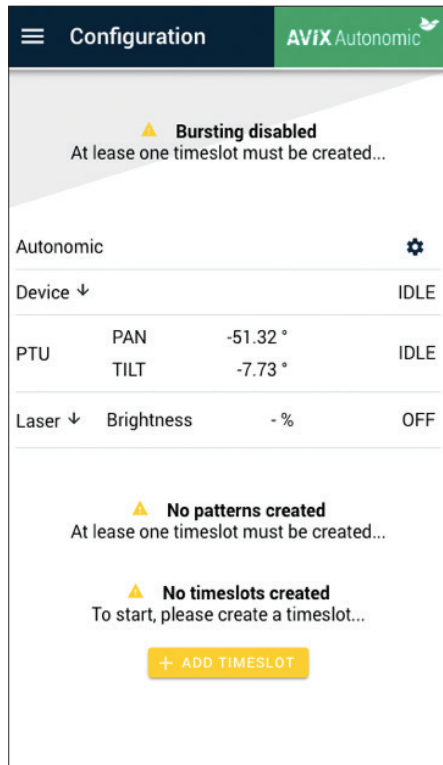 Configuration
AViX Autonomic
Bursting disabled
At lease one timeslot must be created...
Autonomic
Device ↓ IDLE
PAN -51.32 °
PTU IDLE
TILT -7.73 °
Laser ↓ Brightness - % OFF
No patterns created
At lease one timeslot must be created...
No timeslots created
To start, please create a timeslot...
+ ADD TIMESLOT